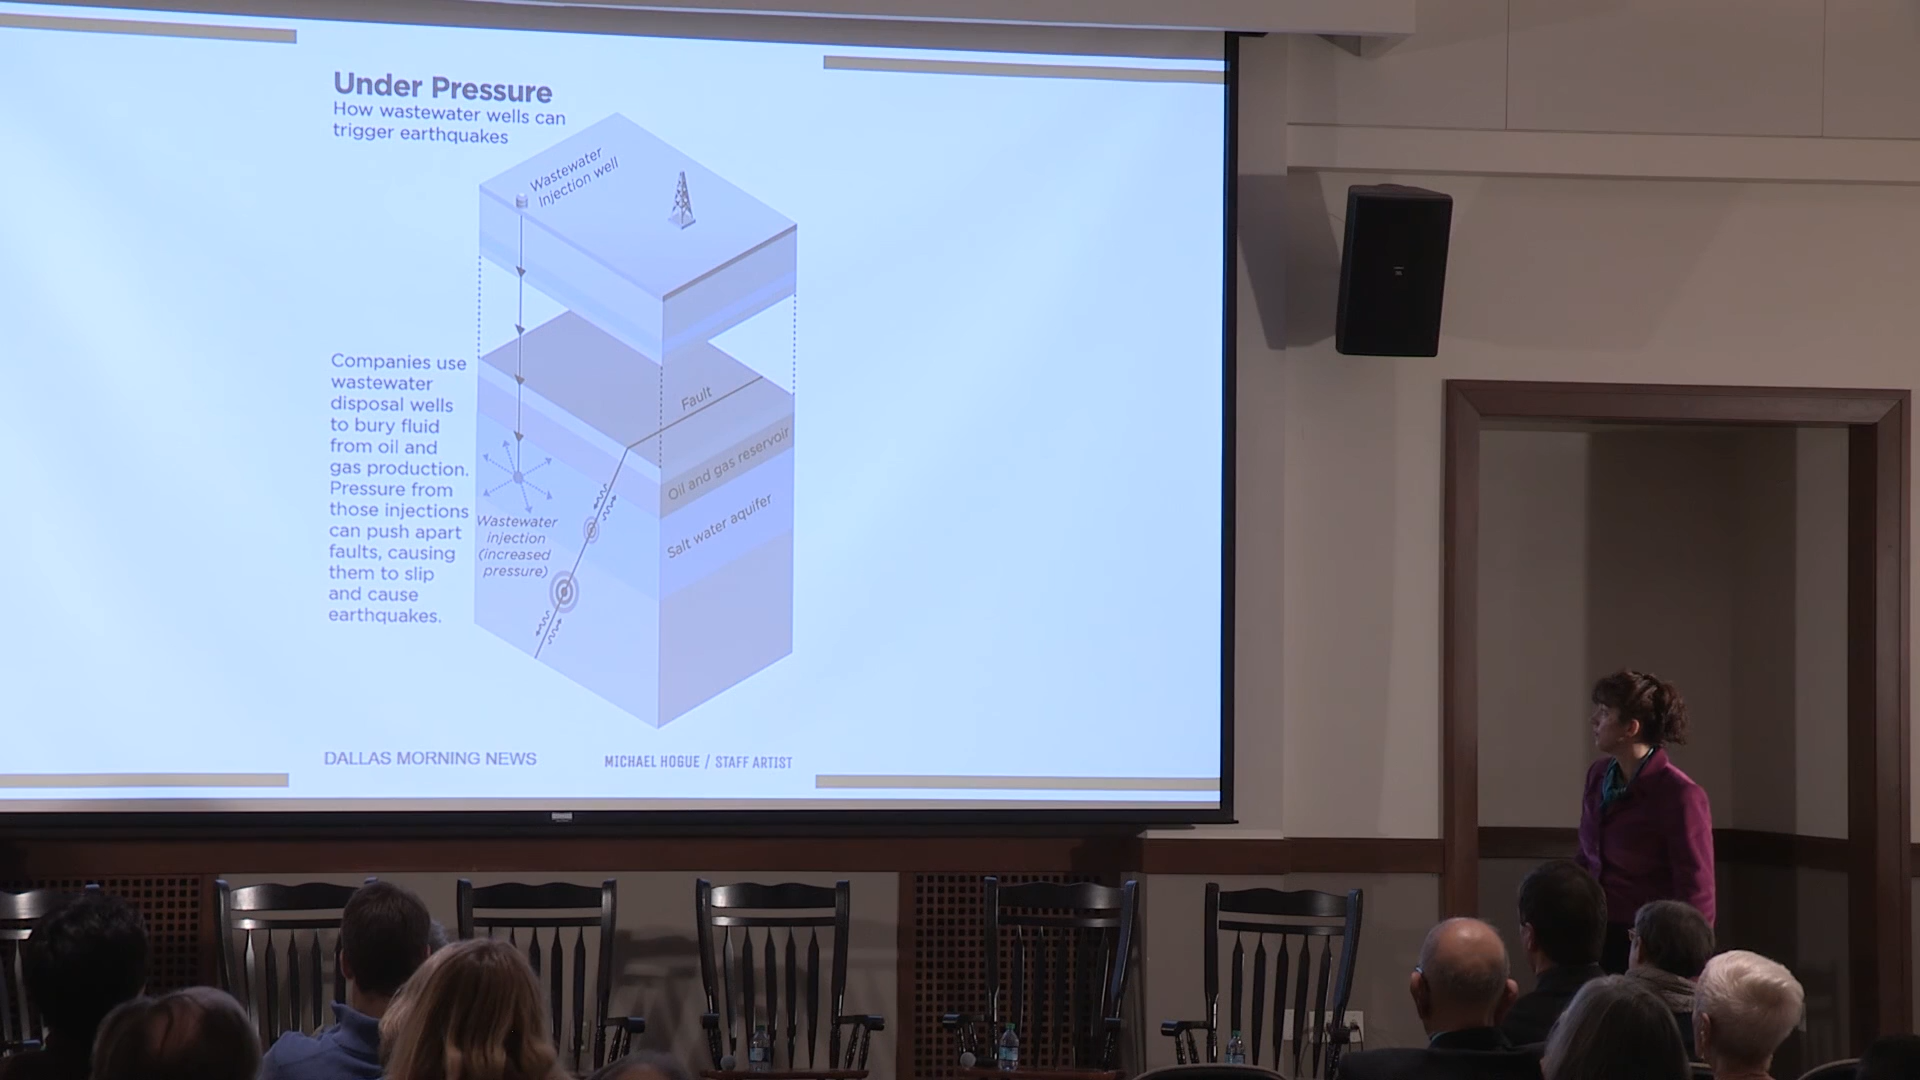 Under Pressure
How wastewater wells can
trigger earthquakes
Wastewater
Injection well
Companies use
wastewater
disposal wells
to bury fluid
from oil and
gas production.
Pressure from
those injections
can push apart
faults, causing
them to slip
and cause
earthquakes.
Fault
Oil and gas reservoir
Salt water aquifer
Wastewater
injection
(increased
pressure)
DALLAS MORNING NEWS
MICHAEL HOGUE / STAFF ARTIST